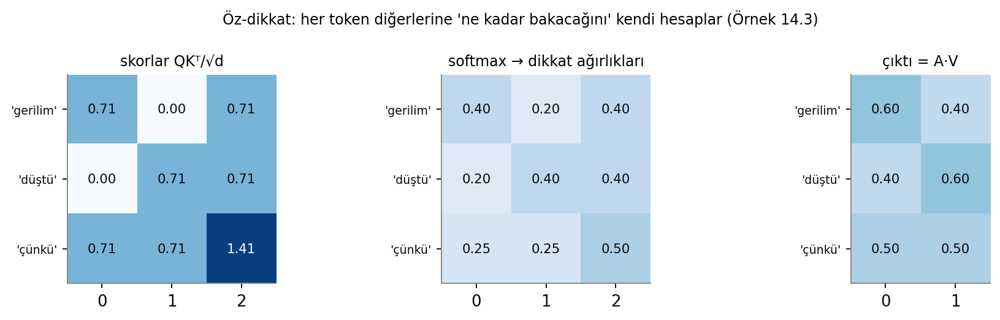 Öz-dikkat: her token diğerlerine 'ne kadar bakacağını' kendi hesaplar (Örnek 14.3)
skorlar QKᵀ/√d
'gerilim' 0.71 0.00 0.71
'düştü' 0.00 0.71 0.71
'çünkü' 0.71 0.71 1.41
0 1 2
softmax → dikkat ağırlıkları
'gerilim' 0.40 0.20 0.40
'düştü' 0.20 0.40 0.40
'çünkü' 0.25 0.25 0.50
0 1 2
çıktı = A·V
'gerilim' 0.60 0.40
'düştü' 0.40 0.60
'çünkü' 0.50 0.50
0 1